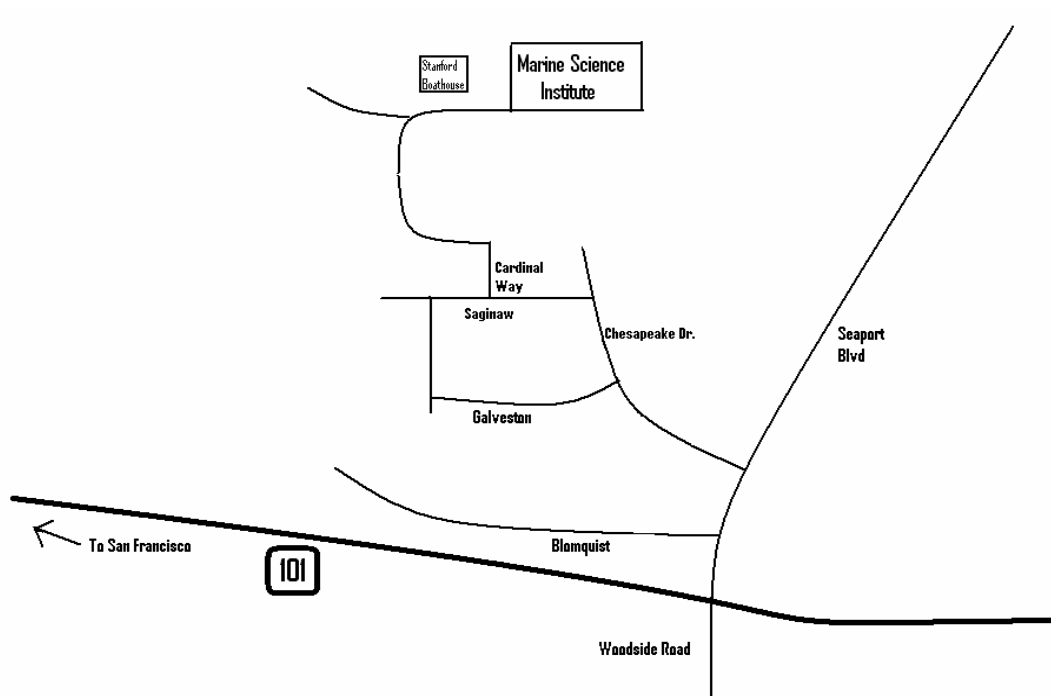 Stanford
Boathouse
Marine Science
Institute
Cardinal
Way
Saginaw
Chesapeake Dr.
Seaport
Blvd
Galveston
To San Francisco
Blomquist
101
Woodside Road